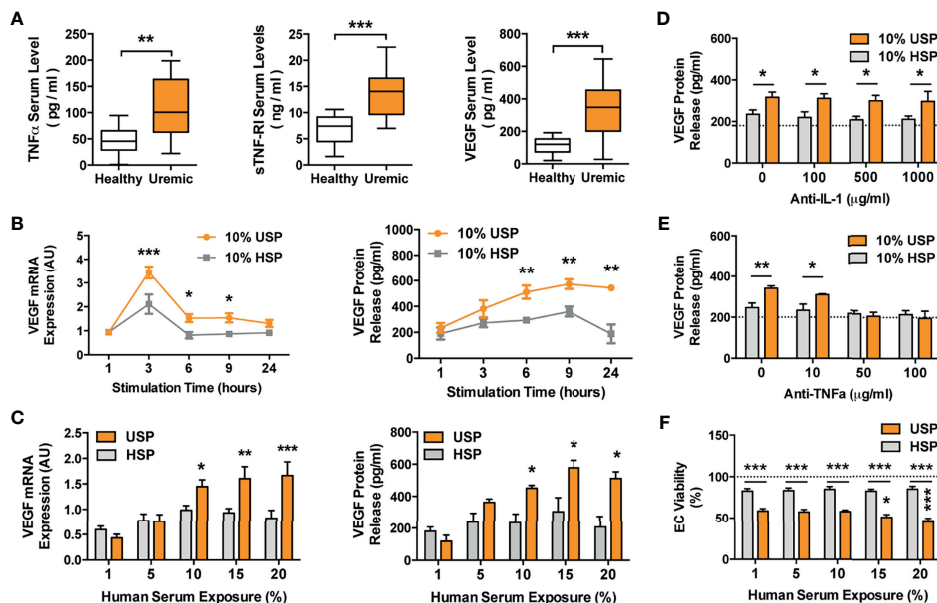 A
TNFα Serum Level
( pg / ml )
250
200
150
100
50
0
**
Healthy Uremic
sTNF-RI Serum Levels
( ng / ml )
25
20
15
10
5
0
***
Healthy Uremic
VEGF Serum Level
( pg / ml )
800
600
400
200
0
***
Healthy Uremic
B
VEGF mRNA
Expression (AU)
5
4
3
2
1
0
10% USP
10% HSP
***
*
*
1 3 6 9 24
Stimulation Time (hours)
VEGF Protein
Release (pg/ml)
1000
800
600
400
200
0
10% USP
10% HSP
**
**
**
1 3 6 9 24
Stimulation Time (hours)
C
VEGF mRNA
Expression (AU)
2.5
2.0
1.5
1.0
0.5
0.0
USP
HSP
*
**
***
1 5 10 15 20
Human Serum Exposure (%)
VEGF Protein
Release (pg/ml)
800
600
400
200
0
USP
HSP
*
*
*
1 5 10 15 20
Human Serum Exposure (%)
D
VEGF Protein
Release (pg/ml)
600
400
200
0
10% USP
10% HSP
* * * *
0 100 500 1000
Anti-IL-1 (μg/ml)
E
VEGF Protein
Release (pg/ml)
600
400
200
0
10% USP
10% HSP
** *
0 10 50 100
Anti-TNFa (μg/ml)
F
EC Viability
(%)
150
100
50
0
USP
HSP
*** *** *** *** ***
* ***
1 5 10 15 20
Human Serum Exposure (%)